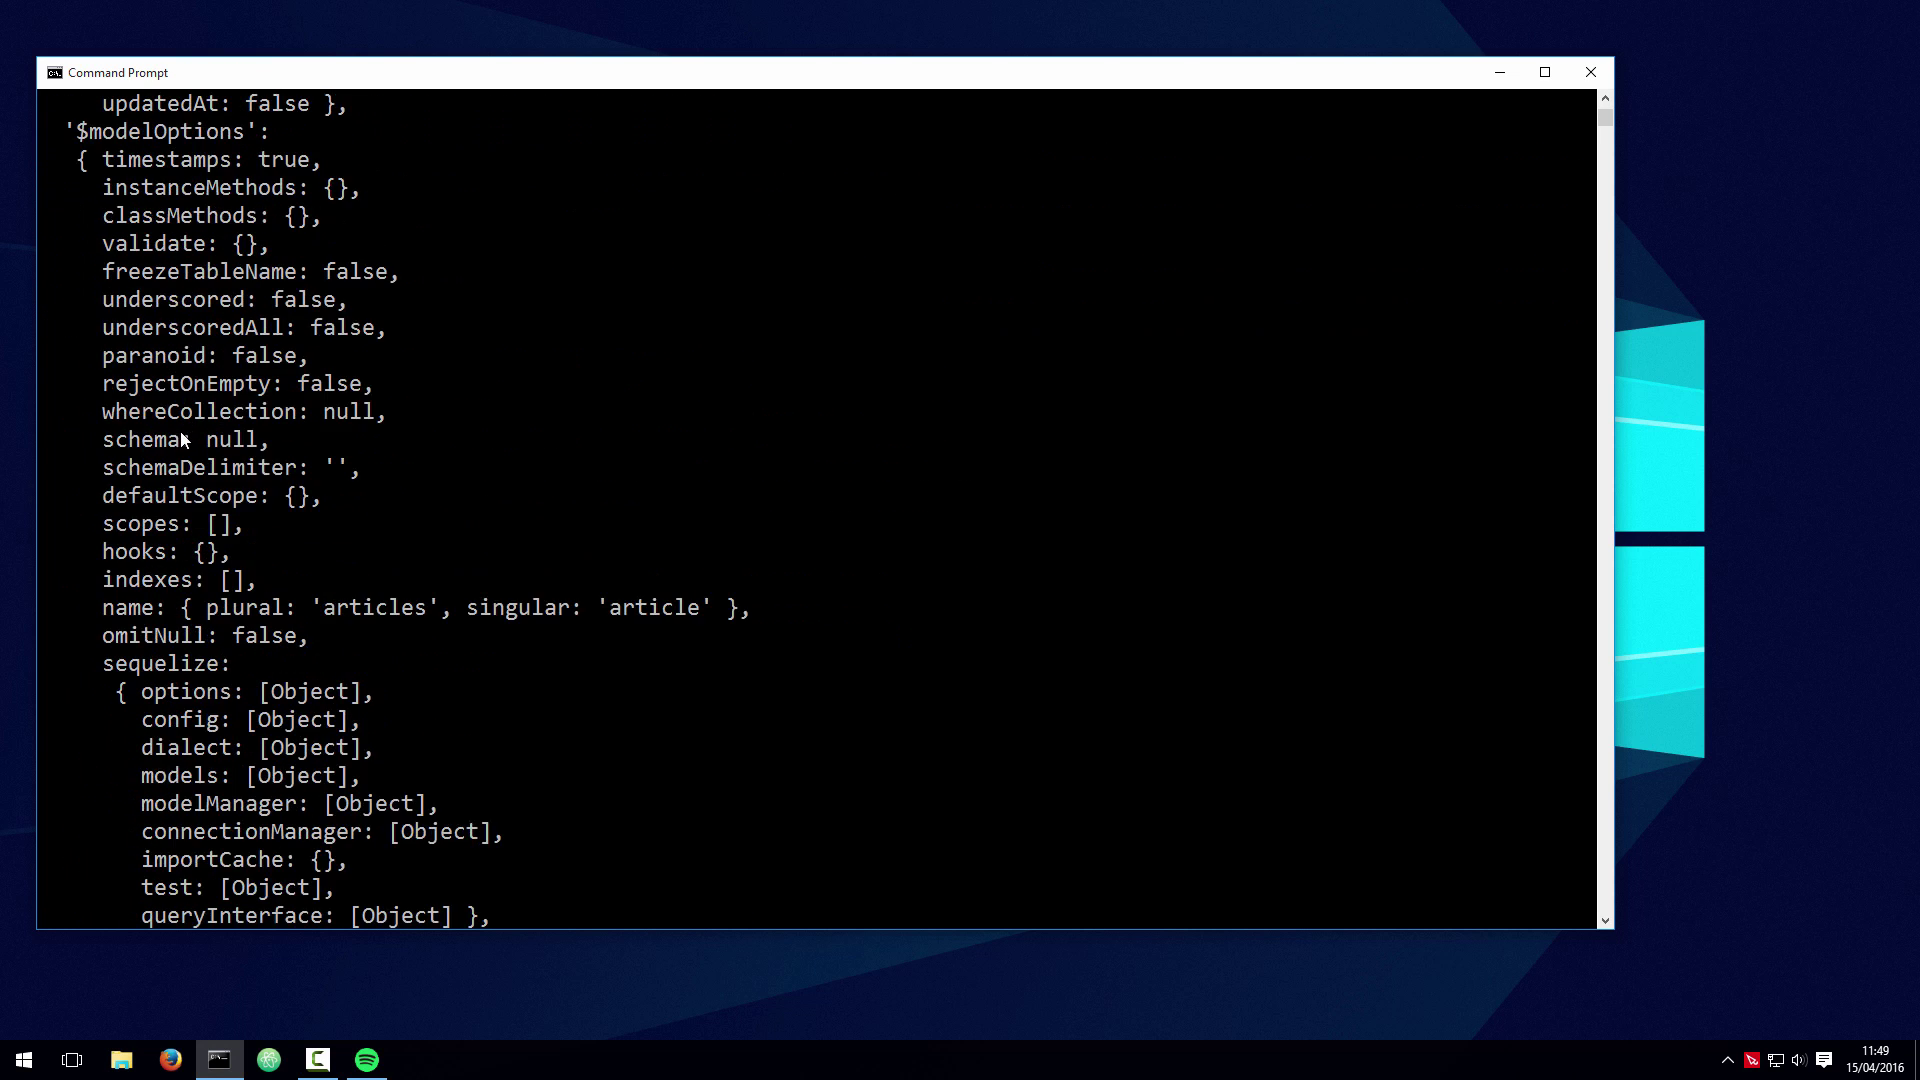 Command Prompt
updatedAt: false },
'$modelOptions':
{ timestamps: true,
instanceMethods: {},
classMethods: {},
validate: {},
freezeTableName: false,
underscored: false,
underscoredAll: false,
paranoid: false,
rejectOnEmpty: false,
whereCollection: null,
schema: null,
schemaDelimiter: '',
defaultScope: {},
scopes: [],
hooks: {},
indexes: [],
name: { plural: 'articles', singular: 'article' },
omitNull: false,
sequelize:
{ options: [Object],
config: [Object],
dialect: [Object],
models: [Object],
modelManager: [Object],
connectionManager: [Object],
importCache: {},
test: [Object],
queryInterface: [Object] },
11:49
15/04/2016